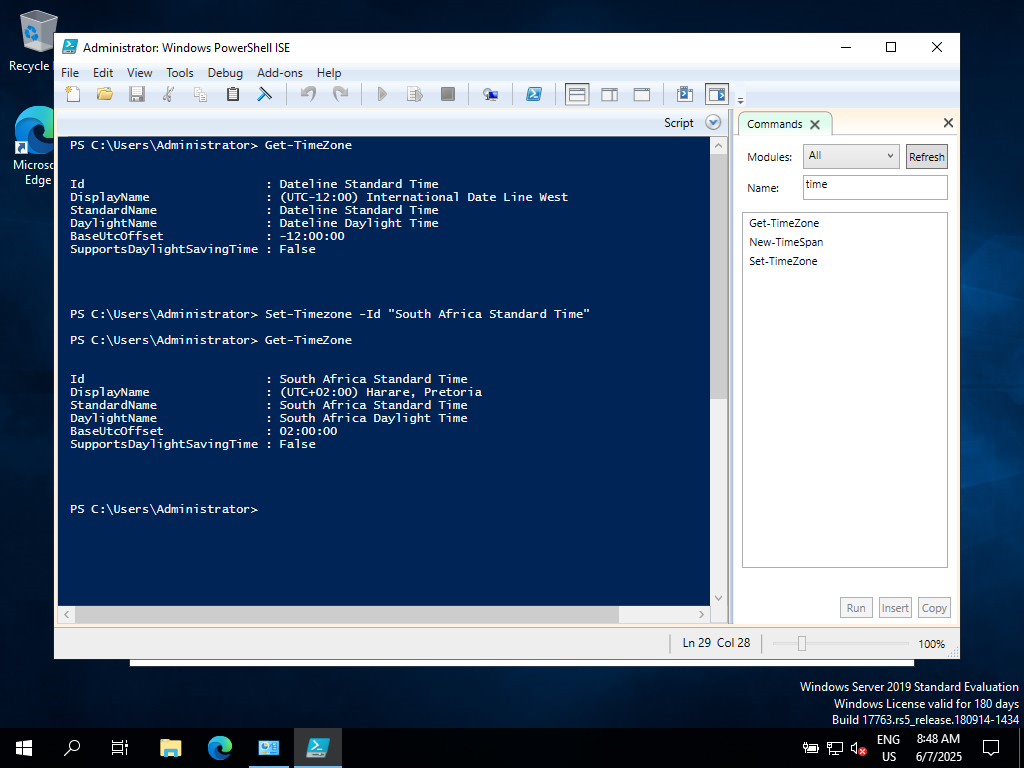 Recycle
Microso
Edge
Administrator: Windows PowerShell ISE
File Edit View Tools Debug Add-ons Help
Script
PS C:\Users\Administrator> Get-TimeZone
Id : Dateline Standard Time
DisplayName : (UTC-12:00) International Date Line West
StandardName : Dateline Standard Time
DaylightName : Dateline Daylight Time
BaseUtcOffset : -12:00:00
SupportsDaylightSavingTime : False
PS C:\Users\Administrator> Set-Timezone -Id "South Africa Standard Time"
PS C:\Users\Administrator> Get-TimeZone
Id : South Africa Standard Time
DisplayName : (UTC+02:00) Harare, Pretoria
StandardName : South Africa Standard Time
DaylightName : South Africa Daylight Time
BaseUtcOffset : 02:00:00
SupportsDaylightSavingTime : False
PS C:\Users\Administrator>
Commands
Modules: All Refresh
Name: time
Get-TimeZone
New-TimeSpan
Set-TimeZone
Run Insert Copy
Ln 29 Col 28 100%
Windows Server 2019 Standard Evaluation
Windows License valid for 180 days
Build 17763.rs5_release.180914-1434
ENG
US
8:48 AM
6/7/2025